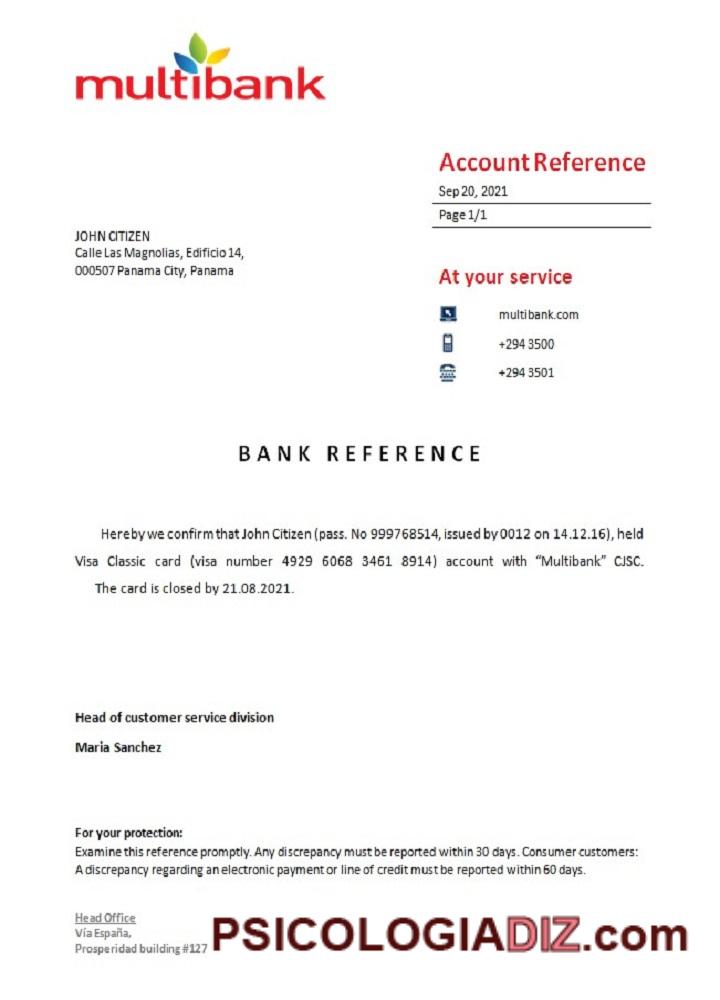 multibank
Account Reference
Sep 20, 2021
Page 1/1
JOHN CITIZEN
Calle Las Magnolias, Edificio 14,
000507 Panama City, Panama
At your service
multibank.com
+294 3500
+294 3501
BANK REFERENCE
Hereby we confirm that John Citizen (pass. No 999768514, issued by 0012 on 14.12.16), held
Visa Classic card (visa number 4929 6068 3461 8914) account with “Multibank” CJSC.
The card is closed by 21.08.2021.
Head of customer service division
Maria Sanchez
For your protection:
Examine this reference promptly. Any discrepancy must be reported within 30 days. Consumer customers:
A discrepancy regarding an electronic payment or line of credit must be reported within 60 days.
Head Office
Vía España,
Prosperidad building #127
PSICOLOGIADIZ.com